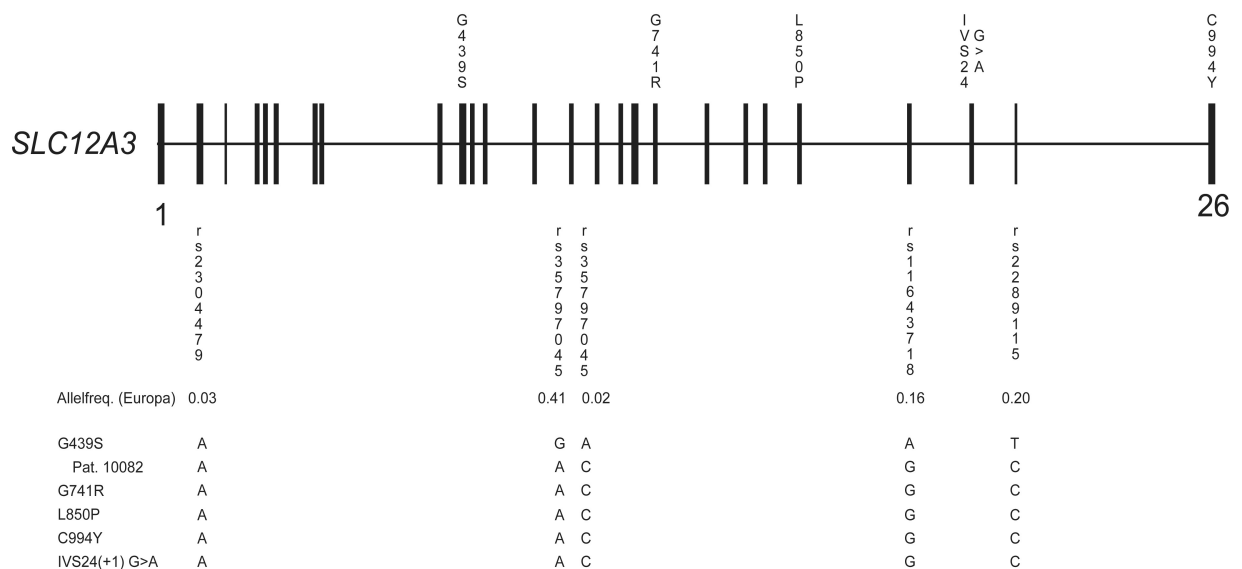 G439S
G741R
L850P
IVS24
G>A
C994Y
SLC12A3
1
26
rs2304479
rs35797045
rs35797045
rs11643718
rs2289115
Allelfreq. (Europa) 0.03 0.41 0.02 0.16 0.20
G439S A G A A T
Pat. 10082 A A C G C
G741R A A C G C
L850P A A C G C
C994Y A A C G C
IVS24(+1) G>A A A C G C